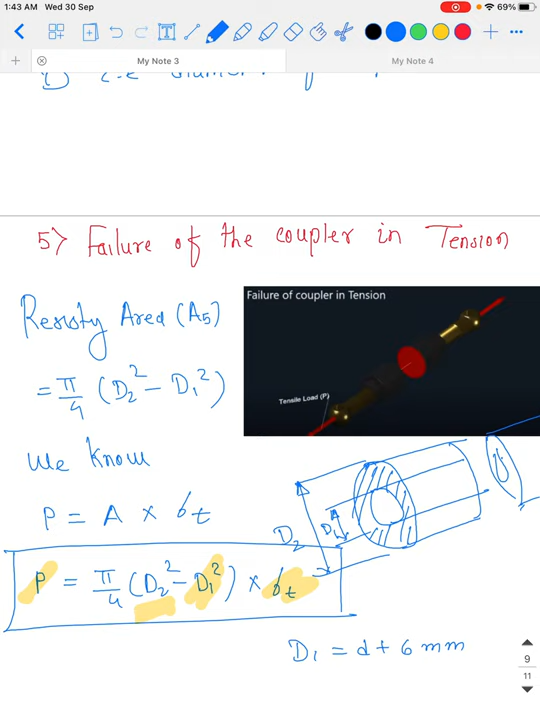 1:43 AM Wed 30 Sep
69%
My Note 3
My Note 4
5> Failure of the coupler in Tension
Failure of coupler in Tension
Tensile Load (P)
Area (A5)
= π/4 (D2² - D1²)
We know
P = A × σt
D2
D1
P = π/4 (D2² - D1²) × σt
D1 = d + 6 mm
9
11